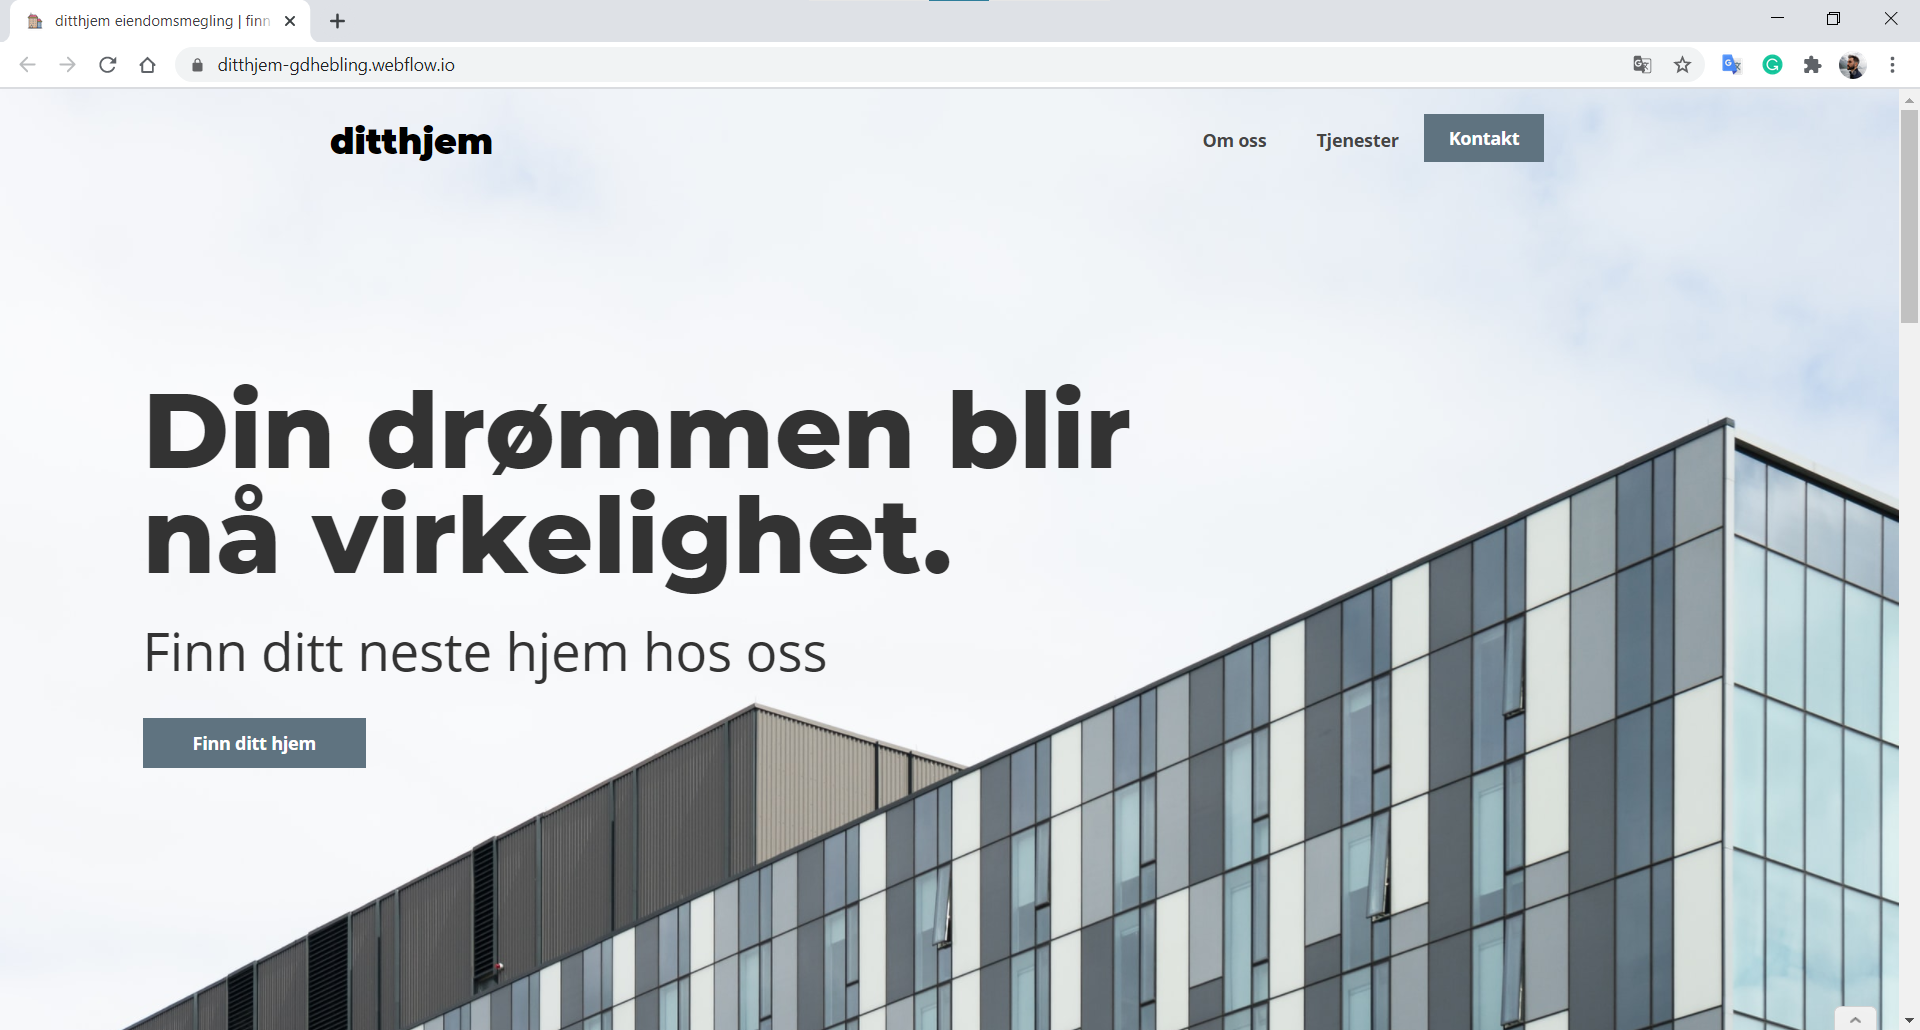 ditthjem eiendomsmegling | finn
ditthjem-gdhebling.webflow.io
ditthjem
Om oss
Tjenester
Kontakt
Din drømmen blir
nå virkelighet.
Finn ditt neste hjem hos oss
Finn ditt hjem